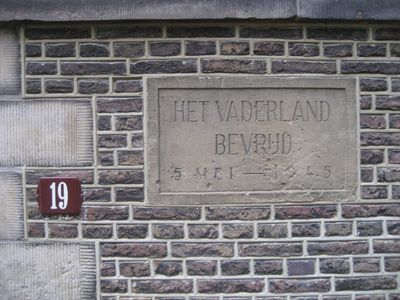 HET VADERLAND
BEVRIJD
5 MEI — 1945
19